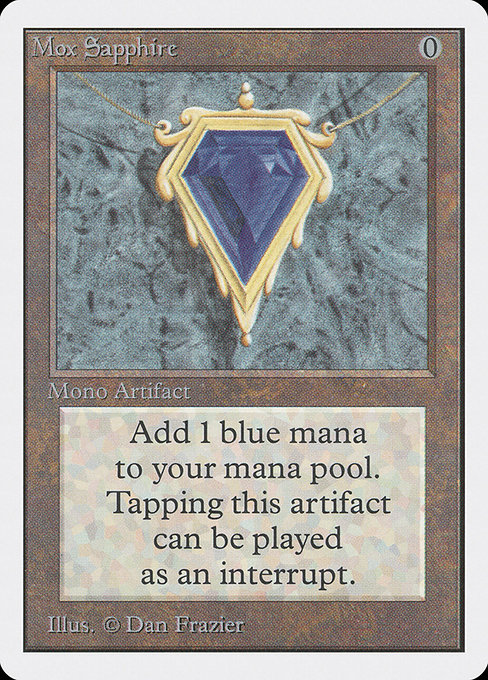 Mox Sapphire 0
Mono Artifact
Add 1 blue mana
to your mana pool.
Tapping this artifact
can be played
as an interrupt.
Illus. © Dan Frazier